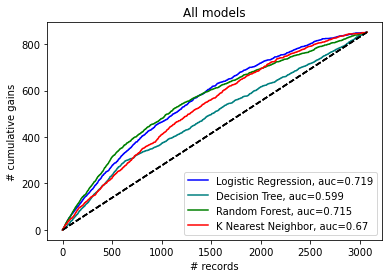 All models
# cumulative gains
800
600
400
200
0
0 500 1000 1500 2000 2500 3000
# records
Logistic Regression, auc=0.719
Decision Tree, auc=0.599
Random Forest, auc=0.715
K Nearest Neighbor, auc=0.67